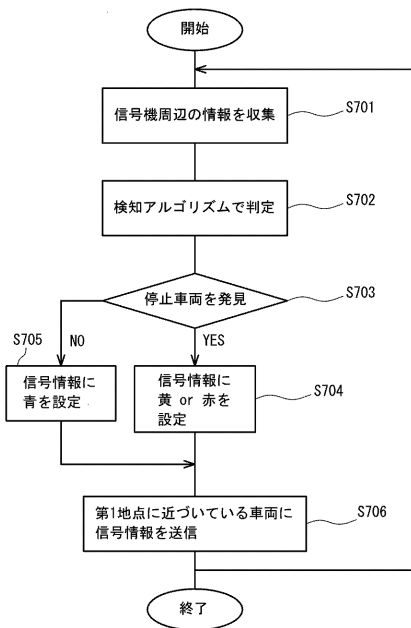 開始
信号機周辺の情報を収集
S701
検知アルゴリズムで判定
S702
停止車両を発見
S703
S705
NO
YES
信号情報に
青を設定
信号情報に
黄 or 赤を
設定
S704
第1地点に近づいている車両に
信号情報を送信
S706
終了